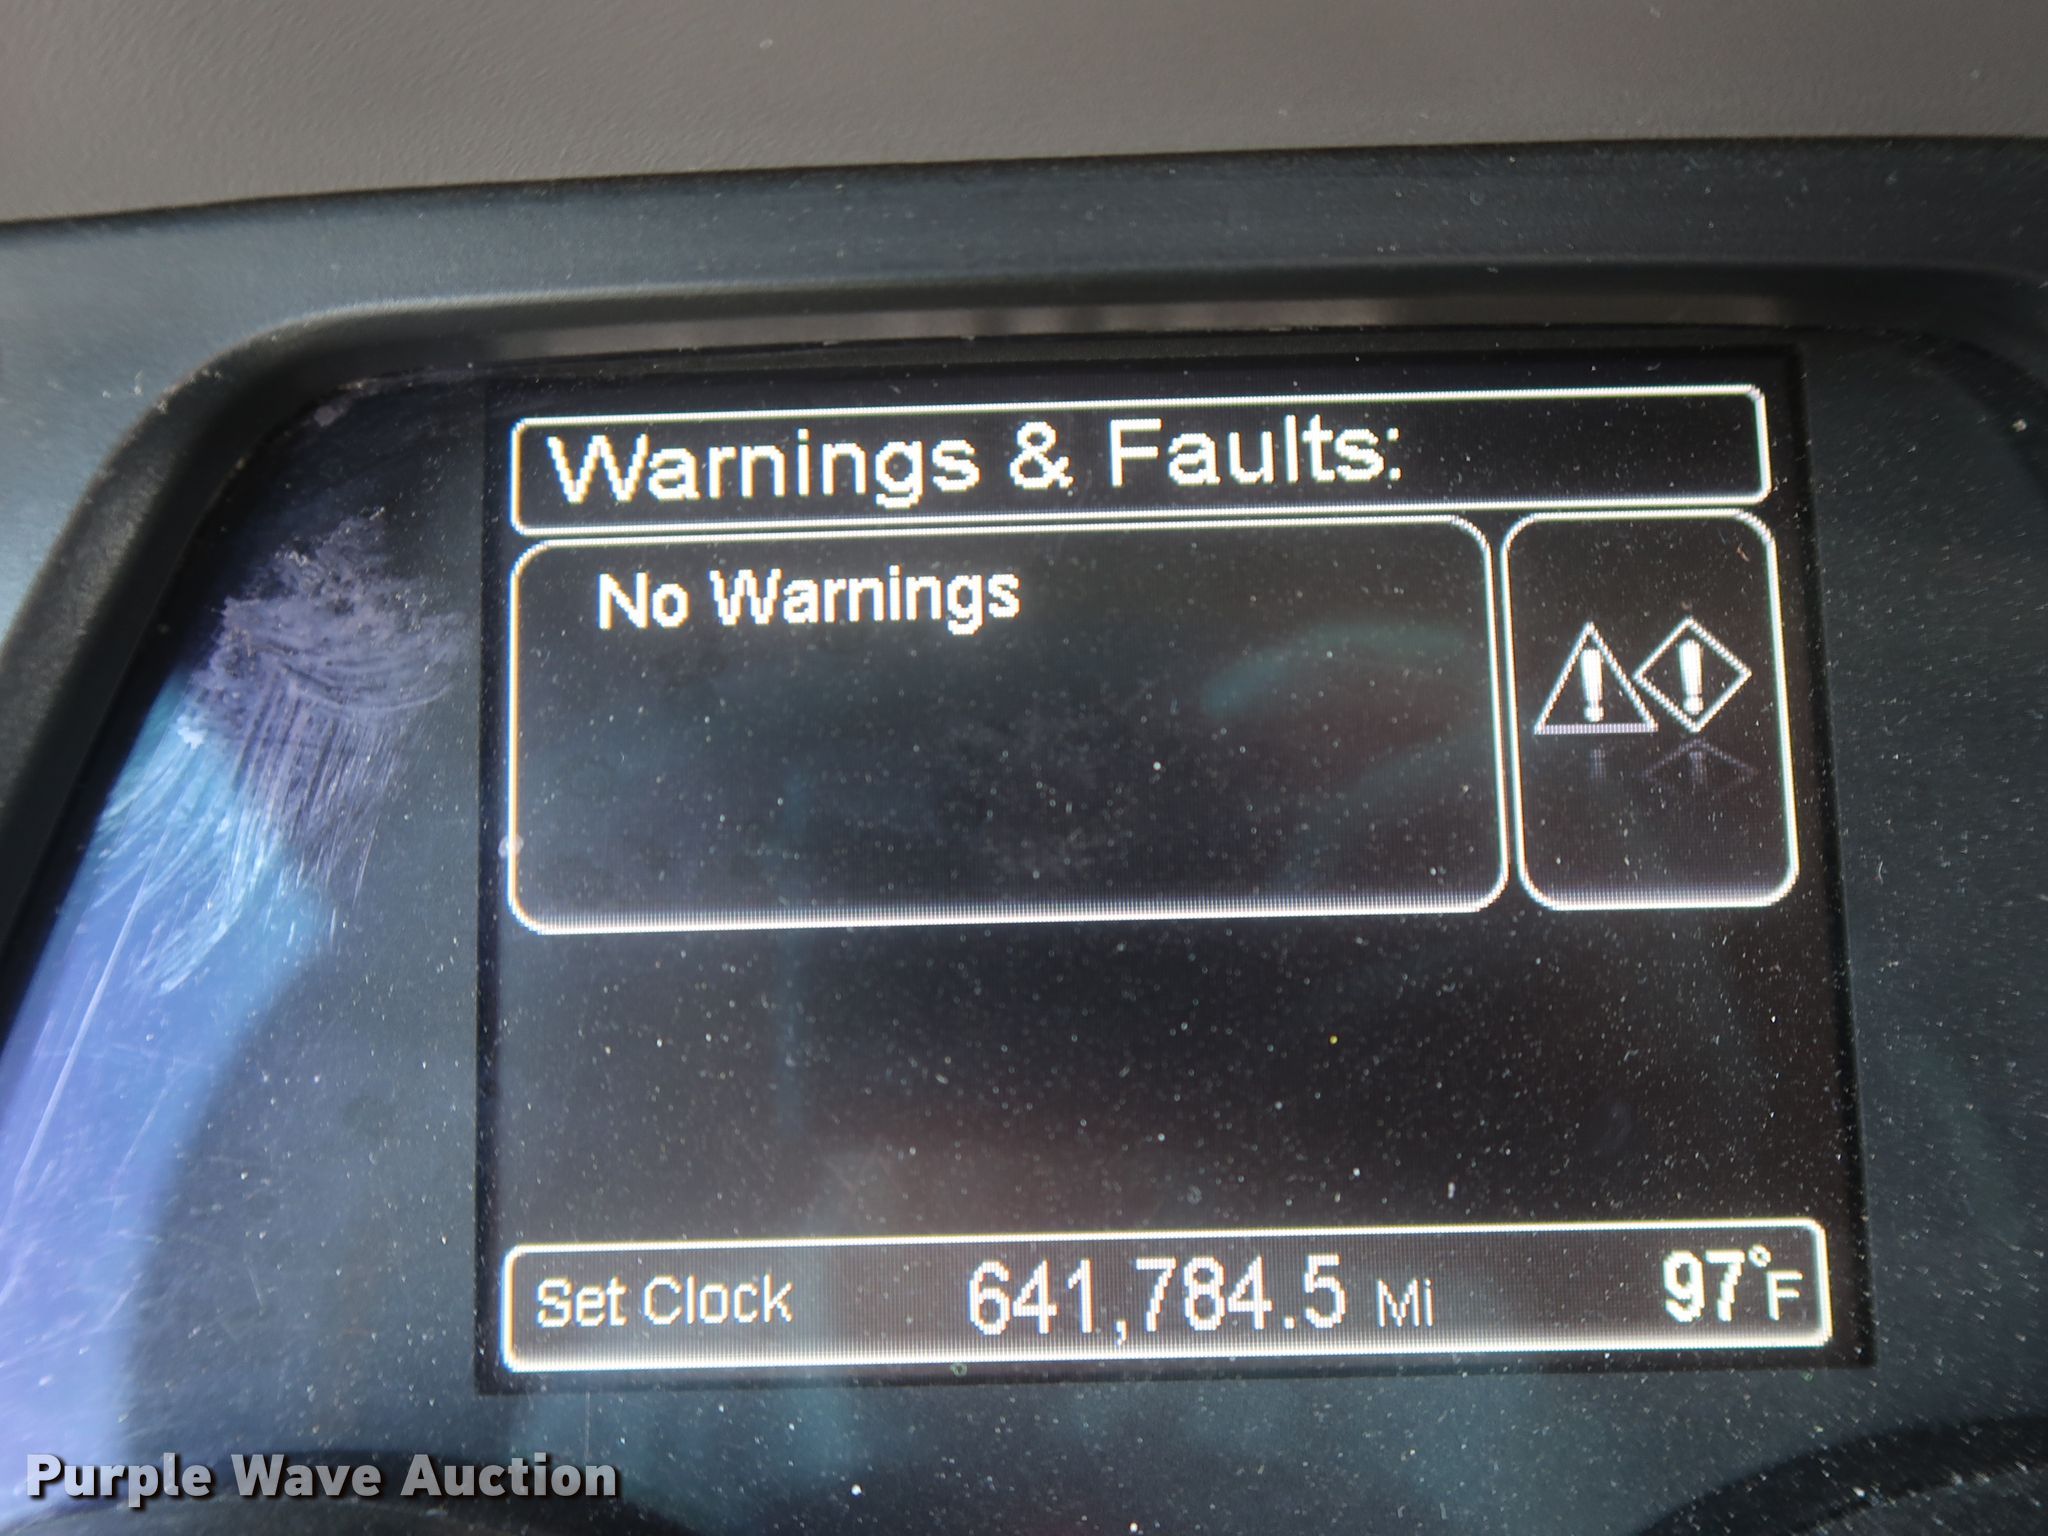 Warnings & Faults:
No Warnings
Set Clock 641,784.5 Mi 97°F
Purple Wave Auction